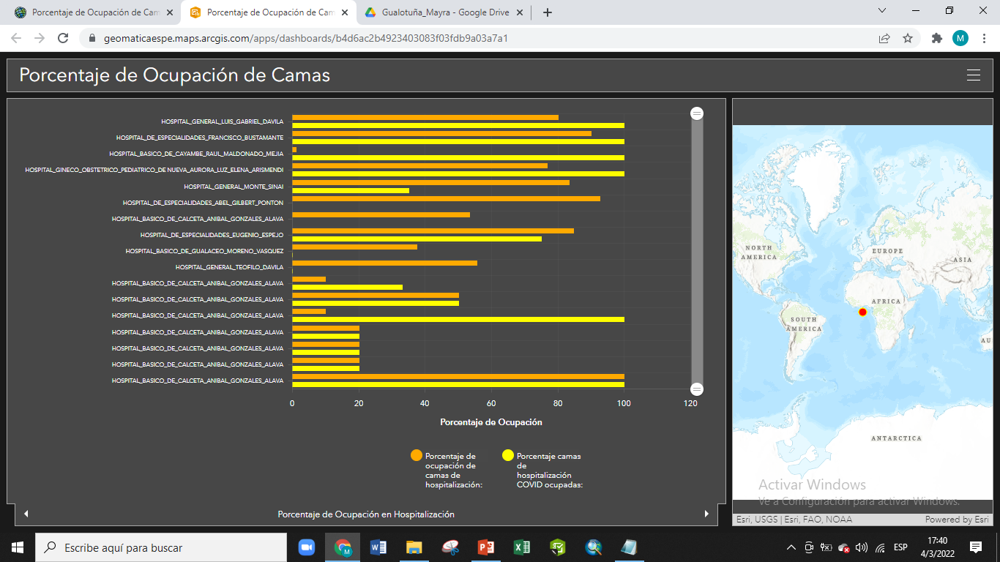 Porcentaje de Ocupación de Cam
Porcentaje de Ocupación de Cam
Gualotuña_Mayra - Google Drive
geomaticaespe.maps.arcgis.com/apps/dashboards/b4d6ac2b4923403083f03fdb9a03a7a1
M
Porcentaje de Ocupación de Camas
HOSPITAL_GENERAL_LUIS_GABRIEL_DAVILA
HOSPITAL_DE_ESPECIALIDADES_FRANCISCO_BUSTAMANTE
HOSPITAL_BASICO_DE_CAYAMBE_RAUL_MALDONADO_MEJIA
HOSPITAL_GINECO_OBSTETRICO_PEDIATRICO_DE NUEVA_AURORA_LUZ_ELENA_ARISMENDI
HOSPITAL_GENERAL_MONTE_SINAI
HOSPITAL_DE_ESPECIALIDADES_ABEL_GILBERT_PONTON
HOSPITAL_BASICO_DE_CALCETA_ANIBAL_GONZALES_ALAVA
HOSPITAL_DE_ESPECIALIDADES_EUGENIO_ESPEJO
HOSPITAL_BASICO_DE_GUALACEO_MORENO_VASQUEZ
HOSPITAL_GENERAL_TEOFILO_DAVILA
HOSPITAL_BASICO_DE_CALCETA_ANIBAL_GONZALES_ALAVA
HOSPITAL_BASICO_DE_CALCETA_ANIBAL_GONZALES_ALAVA
HOSPITAL_BASICO_DE_CALCETA_ANIBAL_GONZALES_ALAVA
HOSPITAL_BASICO_DE_CALCETA_ANIBAL_GONZALES_ALAVA
HOSPITAL_BASICO_DE_CALCETA_ANIBAL_GONZALES_ALAVA
HOSPITAL_BASICO_DE_CALCETA_ANIBAL_GONZALES_ALAVA
HOSPITAL_BASICO_DE_CALCETA_ANIBAL_GONZALES_ALAVA
0 20 40 60 80 100 120
Porcentaje de Ocupación
Porcentaje de
ocupación de
camas de
hospitalización:
Porcentaje camas
de
hospitalización
COVID ocupadas:
Porcentaje de Ocupación en Hospitalización
NORTH
AMERICA
EUROPE
ASIA
AFRICA
SOUTH
AMERICA
AU
ANTARCTICA
Activar Windows
Ve a Configuración para activar Windows.
Esri, USGS | Esri, FAO, NOAA
Powered by Esri
Escribe aquí para buscar
M
ESP
17:40
4/3/2022